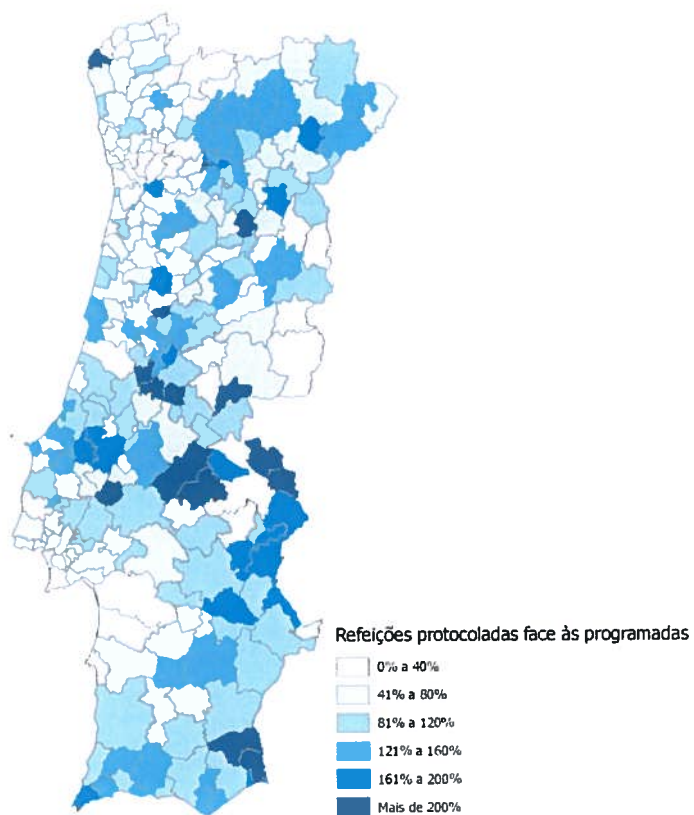 Refeições protocoladas face às programadas
0% a 40%
41% a 80%
81% a 120%
121% a 160%
161% a 200%
Mais de 200%